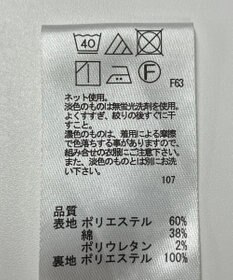 40
F
F63
ネット使用。
淡色のものは無蛍光洗剤を使用。
よくすすぎ、絞りの後すぐに干
すこと。
濃色のものは、着用による摩擦
で色落ちする事がありますので、
組み合せの衣服にご注意下さい。
また、淡色のものとは別にお洗
い下さい。
107
品質
表地 ポリエステル 60%
綿 38%
ポリウレタン 2%
裏地 ポリエステル 100%